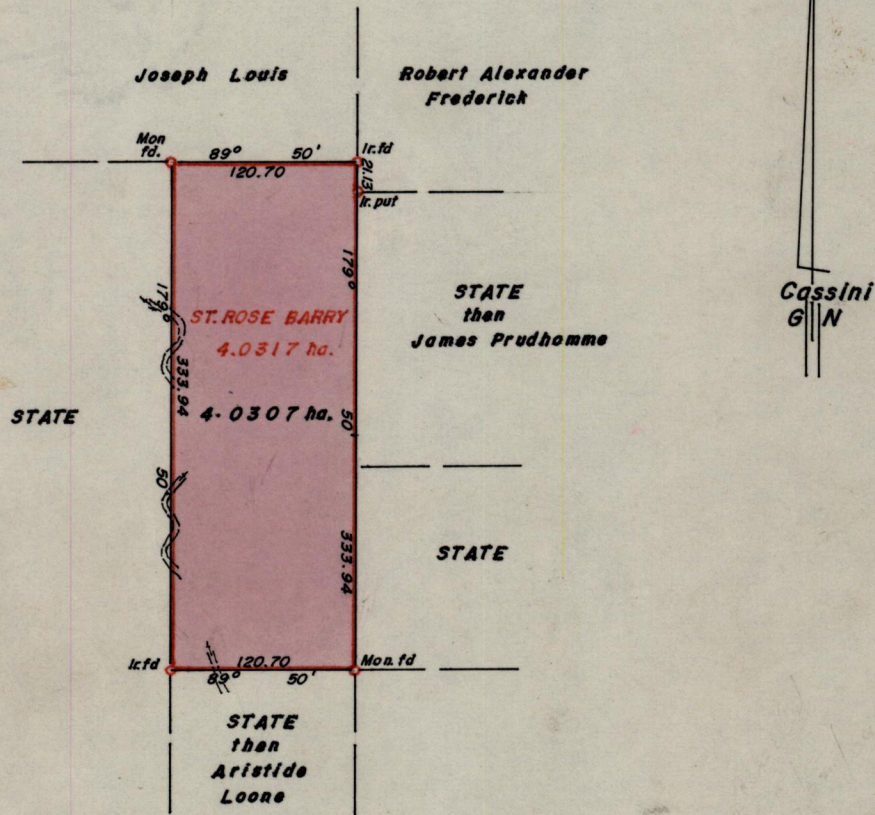 Joseph Louis
Robert Alexander
Frederick
Mon
fd.
89° 50'
Ir.fd
120.70
21.13
Ir.put
179°
179°
STATE
then
James Prudhomme
Cassini
G N
ST. ROSE BARRY
4.0317 ha.
333.94
STATE
4.0307 ha.
50'
50'
STATE
333.94
Ir.fd
120.70
Mon. fd
89° 50'
STATE
then
Aristide
Loone